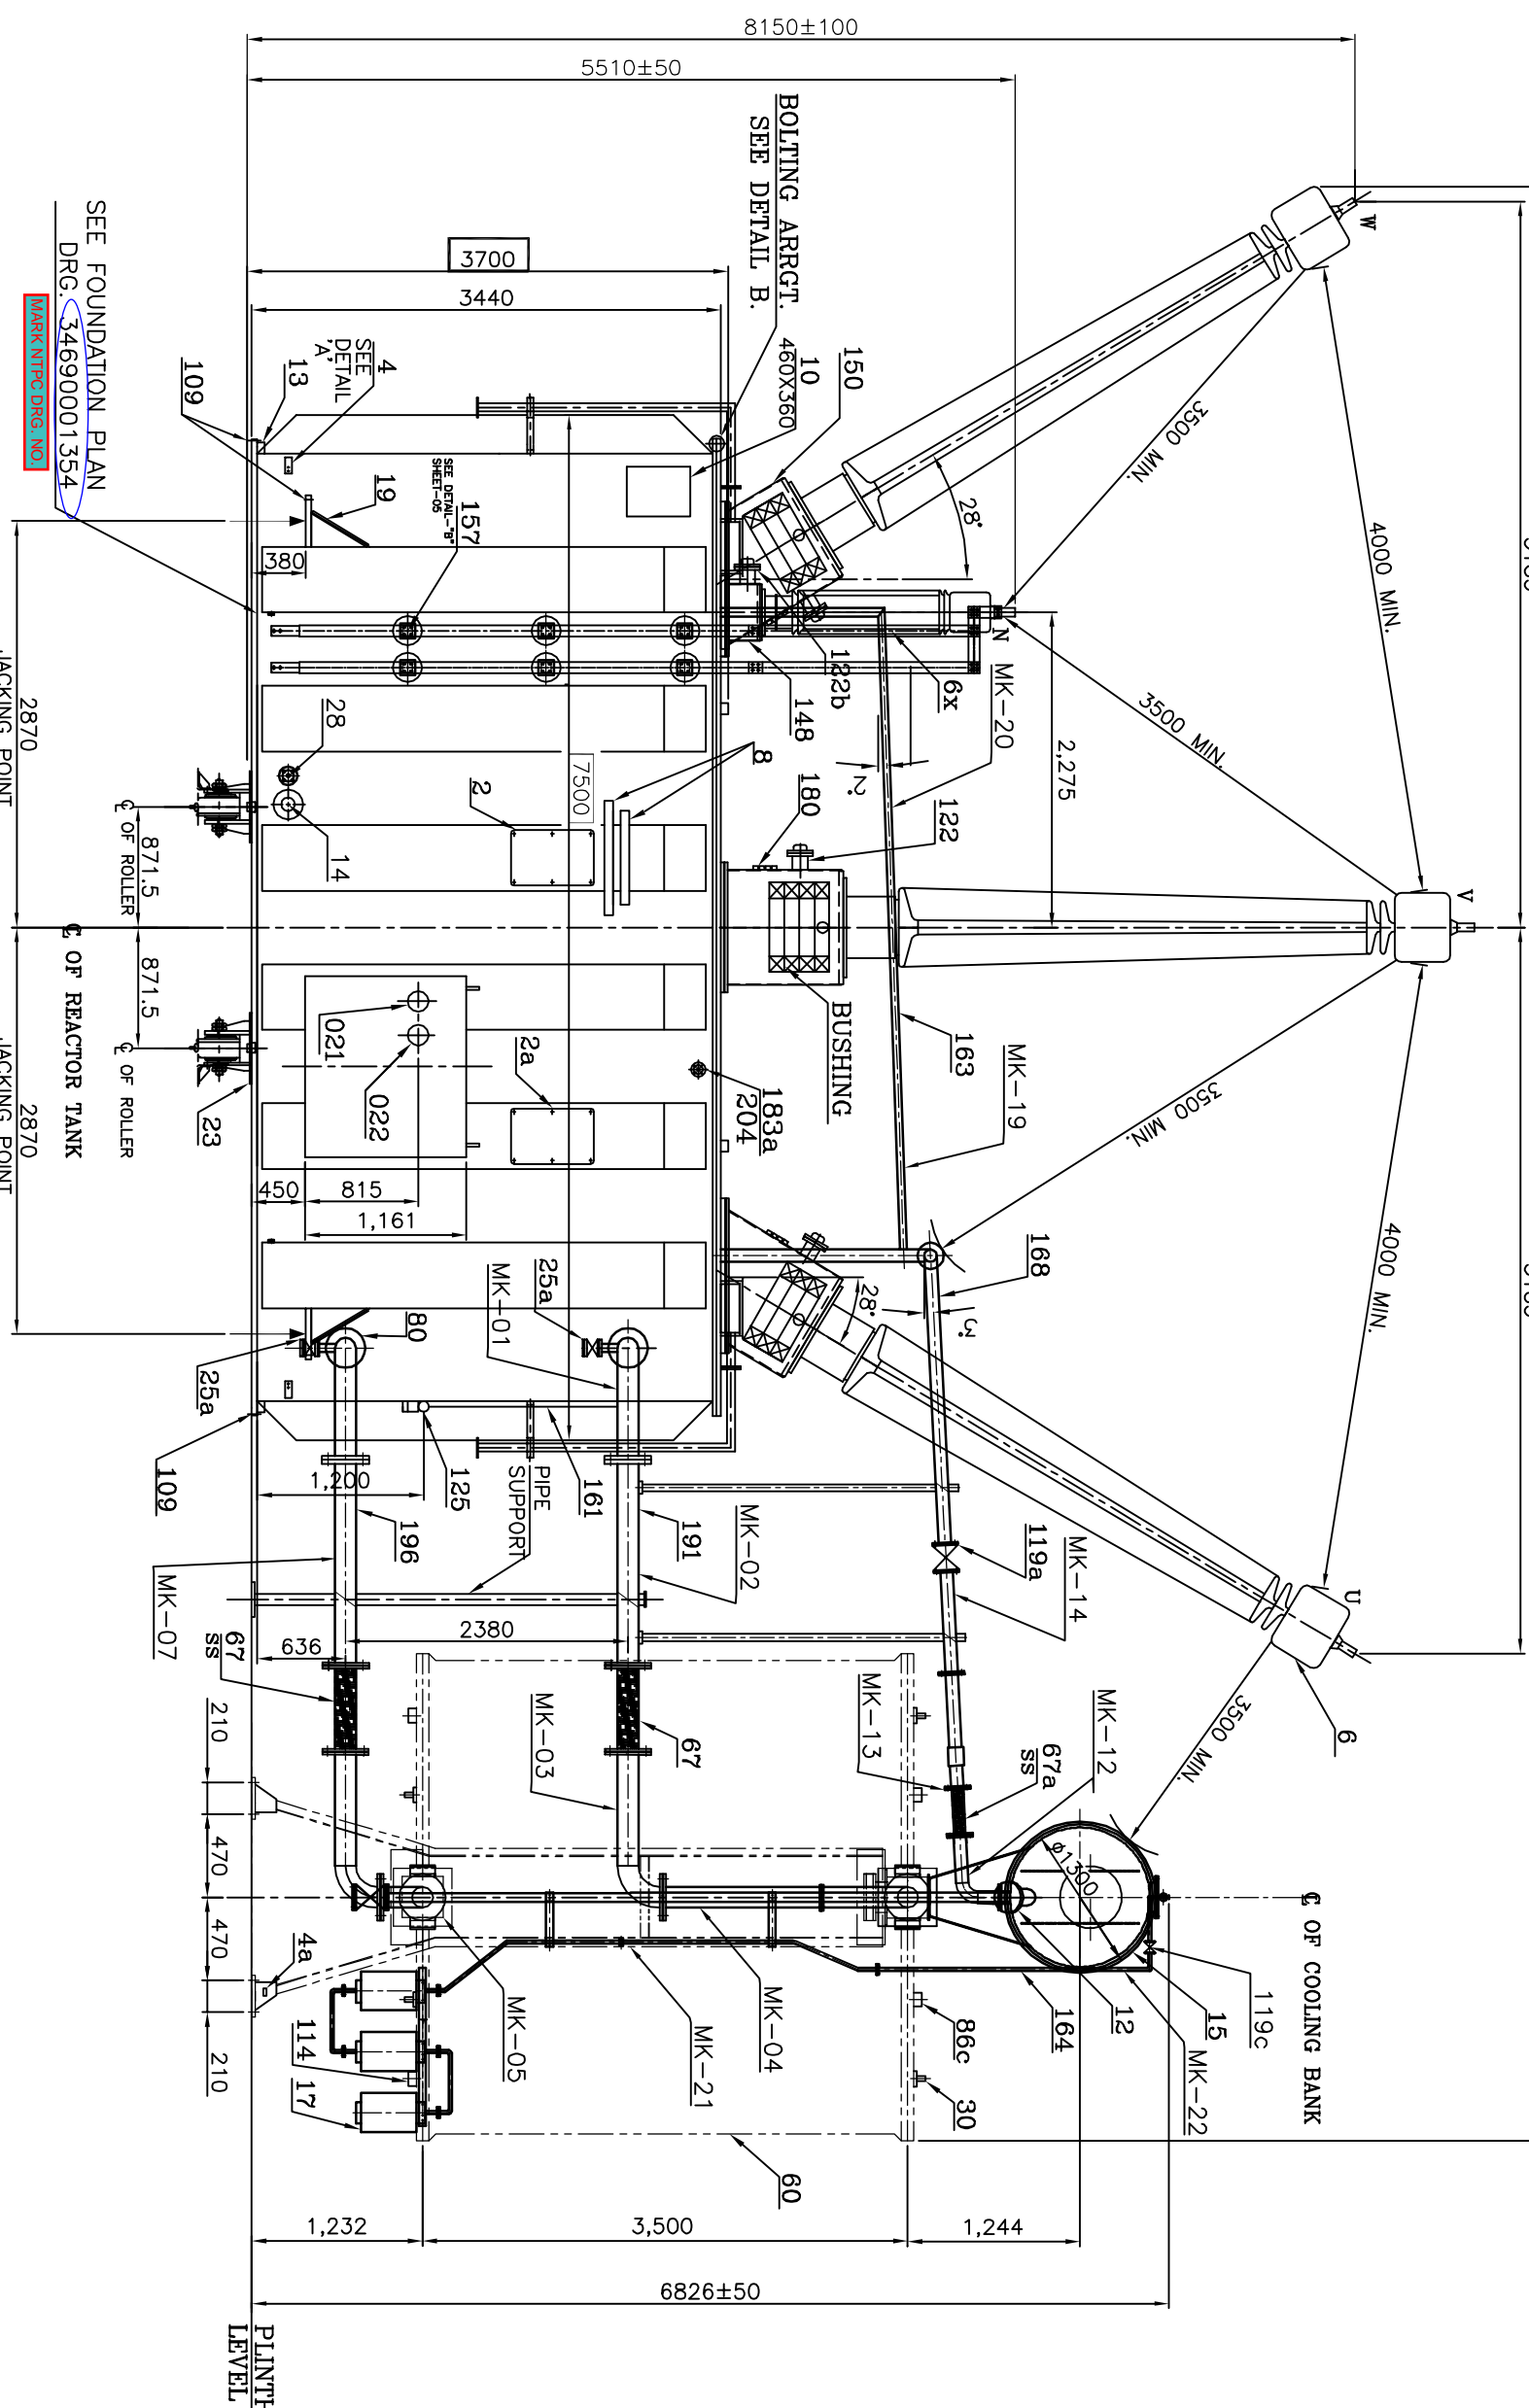 8150±100
5510±50
BOLTING ARRGT.
SEE DETAIL B.
W
3700
3440
SEE FOUNDATION PLAN
DRG. 34690001354
MARK NTPC DRG. NO.
109
13
4
SEE
DETAIL
'A'
10
460X360
150
28°
3500
MIN.
4000 MIN.
19
157
SEE DETAIL-"B"
SHEET-05
380
N
122b
148
6x
MK-20
3500 MIN.
2,275
2870
JACKING POINT
28
14
2
8
7500
180
122
2°
℄ OF ROLLER
871.5
V
℄ OF REACTOR TANK
871.5
℄ OF ROLLER
2870
JACKING POINT
23
021
022
2a
183a
204
BUSHING
163
MK-19
3500
MIN.
4000 MIN.
450
815
1,161
168
3°
28°
MK-01
25a
80
25a
109
1,200
125
161
PIPE
SUPPORT
191
MK-02
196
MK-07
119a
MK-14
U
6
3500 MIN.
636
2380
67
ss
67
MK-03
MK-13
67a
ss
MK-12
210
470
470
210
Φ1300
℄ OF COOLING BANK
4a
114
17
MK-05
MK-21
MK-04
86c
30
164
12
15
MK-22
119c
60
1,232
3,500
1,244
6826±50
LEVEL